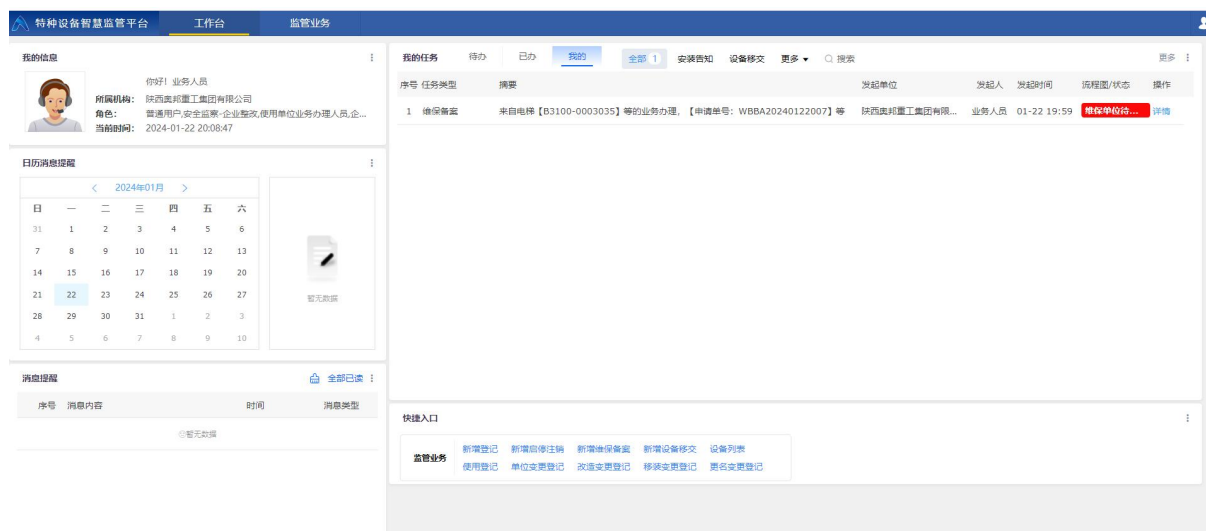 特种设备智慧监管平台 工作台 监管业务
我的信息
你好！业务人员
所属机构： 陕西奥邦重工集团有限公司
角色： 普通用户,安全监察-企业整改,使用单位业务办理人员,企...
当前时间： 2024-01-22 20:08:47
日历消息提醒
< 2024年01月 >
日 一 二 三 四 五 六
31 1 2 3 4 5 6
7 8 9 10 11 12 13
14 15 16 17 18 19 20
21 22 23 24 25 26 27
28 29 30 31 1 2 3
4 5 6 7 8 9 10
暂无数据
消息提醒 全部已读
序号 消息内容 时间 消息类型
暂无数据
我的任务 待办 已办 我的 全部 1 安装告知 设备移交 更多 搜索 更多
序号 任务类型 摘要 发起单位 发起人 发起时间 流程图/状态 操作
1 维保备案 来自电梯【B3100-0003035】等的业务办理，【申请单号：WBBA20240122007】等 陕西奥邦重工集团有限... 业务人员 01-22 19:59 维保单位待... 详情
快捷入口
监管业务
新增登记 新增启停注销 新增维保备案 新增设备移交 设备列表
使用登记 单位变更登记 改造变更登记 移装变更登记 更名变更登记